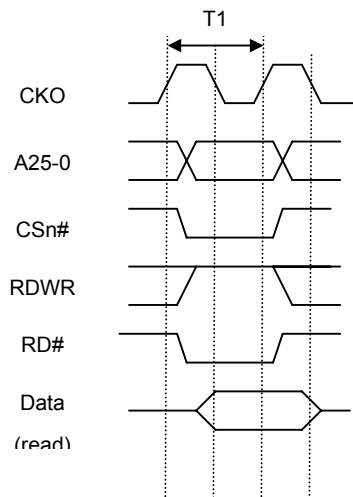 T1
CKO
A25-0
CSn#
RDWR
RD#
Data
(read)